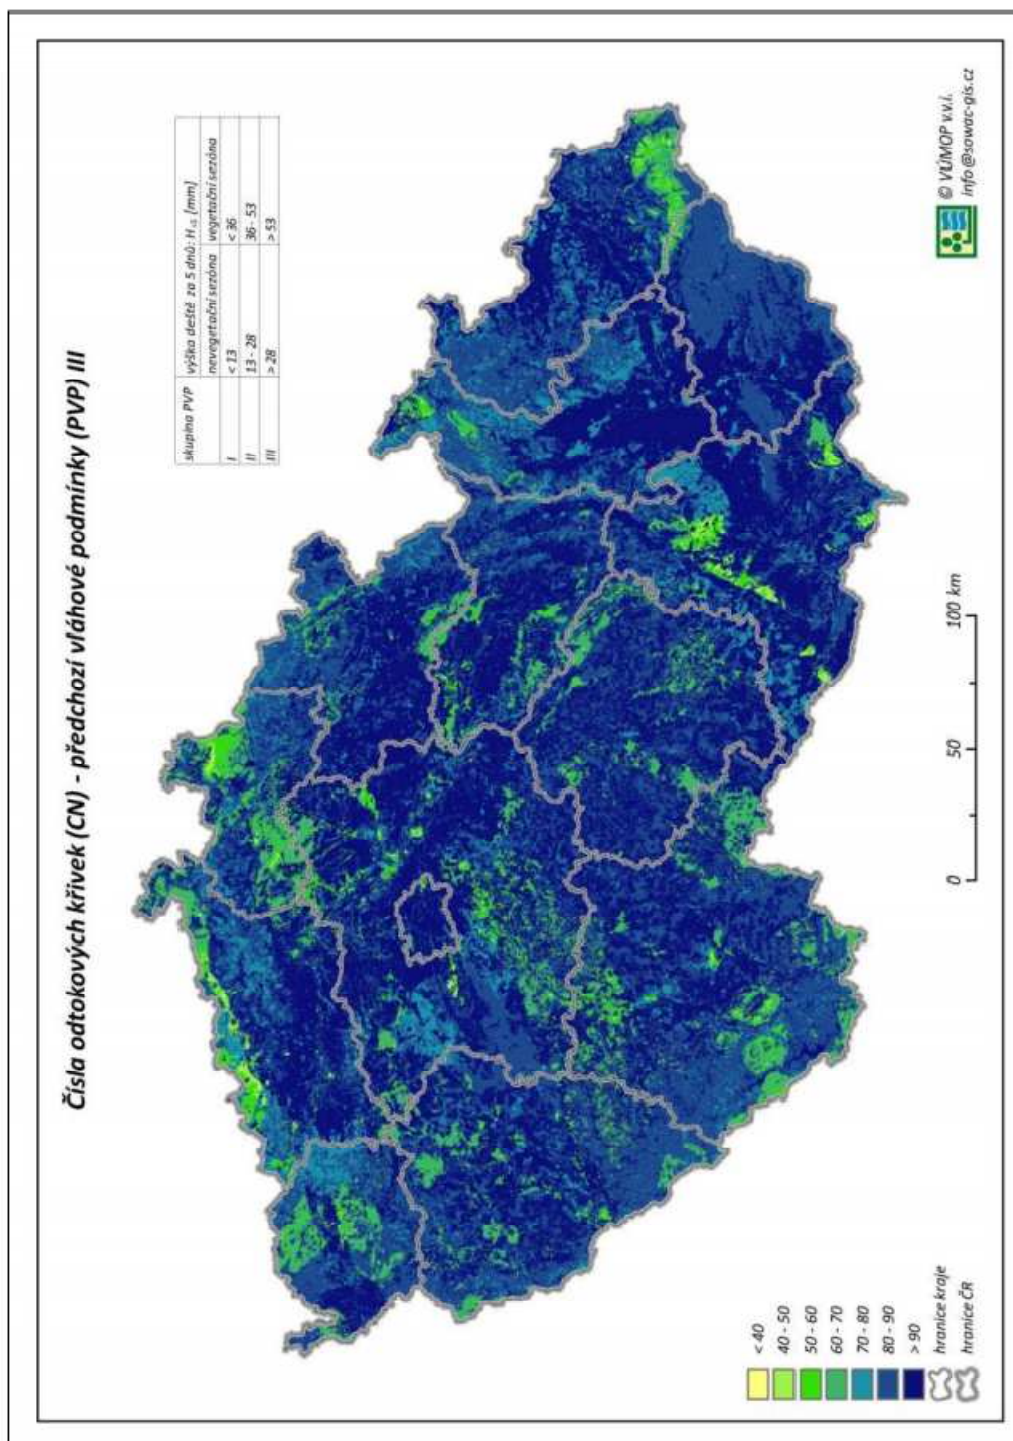 Čísla odtokových křivek (CN) - předchozí vláhové podmínky (PVP) III
skupina PVP výška deště za 5 dnů: H₋₅ [mm]
nevegetační sezóna vegetační sezóna
I < 13 < 36
II 13 - 28 36 - 53
III > 28 > 53
< 40
40 - 50
50 - 60
60 - 70
70 - 80
80 - 90
> 90
hranice kraje
hranice ČR
0 50 100 km
© VÚMOP v.v.i.
info@sowac-gis.cz